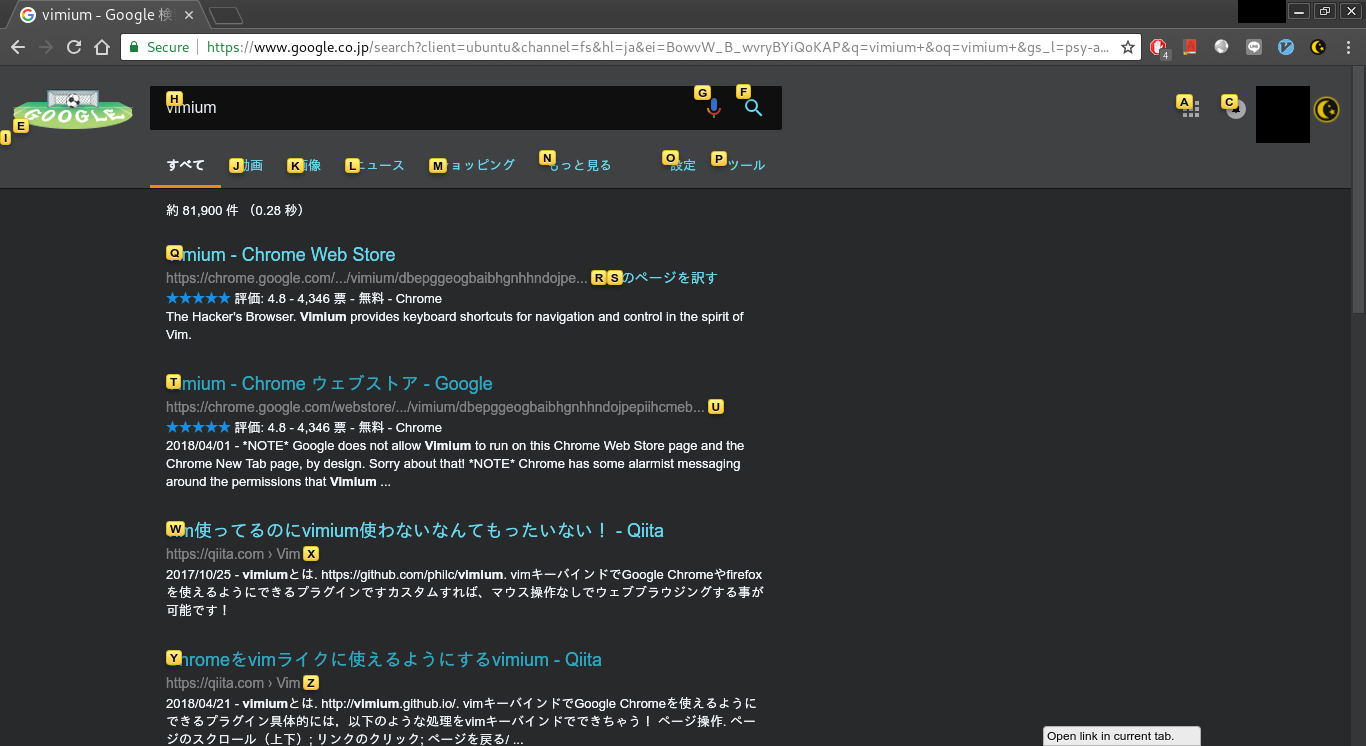 vimium - Google 検
Secure https://www.google.co.jp/search?client=ubuntu&channel=fs&hl=ja&ei=BowvW_B_wvryBYiQoKAP&q=vimium+&oq=vimium+&gs_l=psy-a...
4
GOOGLE
H vimium G F
A C
E
I
すべて J 動画 K 画像 L ニュース M ョッピング N もっと見る O 設定 P ツール
約 81,900 件 （0.28 秒）
Q mium - Chrome Web Store
https://chrome.google.com/.../vimium/dbepggeogbaibhgnhhndojpe... R S のページを訳す
★★★★★ 評価: 4.8 - 4,346 票 - 無料 - Chrome
The Hacker's Browser. Vimium provides keyboard shortcuts for navigation and control in the spirit of
Vim.
T mium - Chrome ウェブストア - Google
https://chrome.google.com/webstore/.../vimium/dbepggeogbaibhgnhhndojpepiihcmeb... U
★★★★★ 評価: 4.8 - 4,346 票 - 無料 - Chrome
2018/04/01 - *NOTE* Google does not allow Vimium to run on this Chrome Web Store page and the
Chrome New Tab page, by design. Sorry about that! *NOTE* Chrome has some alarmist messaging
around the permissions that Vimium ...
W m使ってるのにvimium使わないなんてもったいない！ - Qiita
https://qiita.com › Vim X
2017/10/25 - vimiumとは. https://github.com/philc/vimium. vimキーバインドでGoogle Chromeやfirefox
を使えるようにできるプラグインですカスタムすれば、マウス操作なしでウェブブラウジングする事が
可能です！
Y hromeをvimライクに使えるようにするvimium - Qiita
https://qiita.com › Vim Z
2018/04/21 - vimiumとは. http://vimium.github.io/. vimキーバインドでGoogle Chromeを使えるように
できるプラグイン具体的には，以下のような処理をvimキーバインドでできちゃう！ ページ操作. ペー
ジのスクロール（上下）; リンクのクリック; ページを戻る/ ...
Open link in current tab.